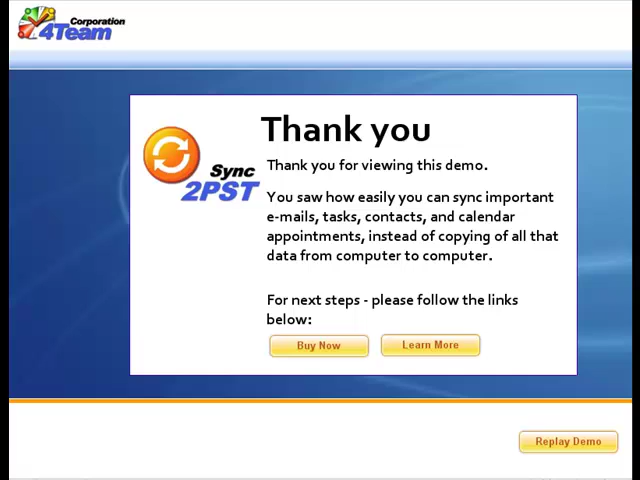 Corporation
4Team
Thank you
Thank you for viewing this demo.
Sync
2PST
You saw how easily you can sync important
e-mails, tasks, contacts, and calendar
appointments, instead of copying of all that
data from computer to computer.
For next steps - please follow the links
below:
Buy Now
Learn More
Replay Demo